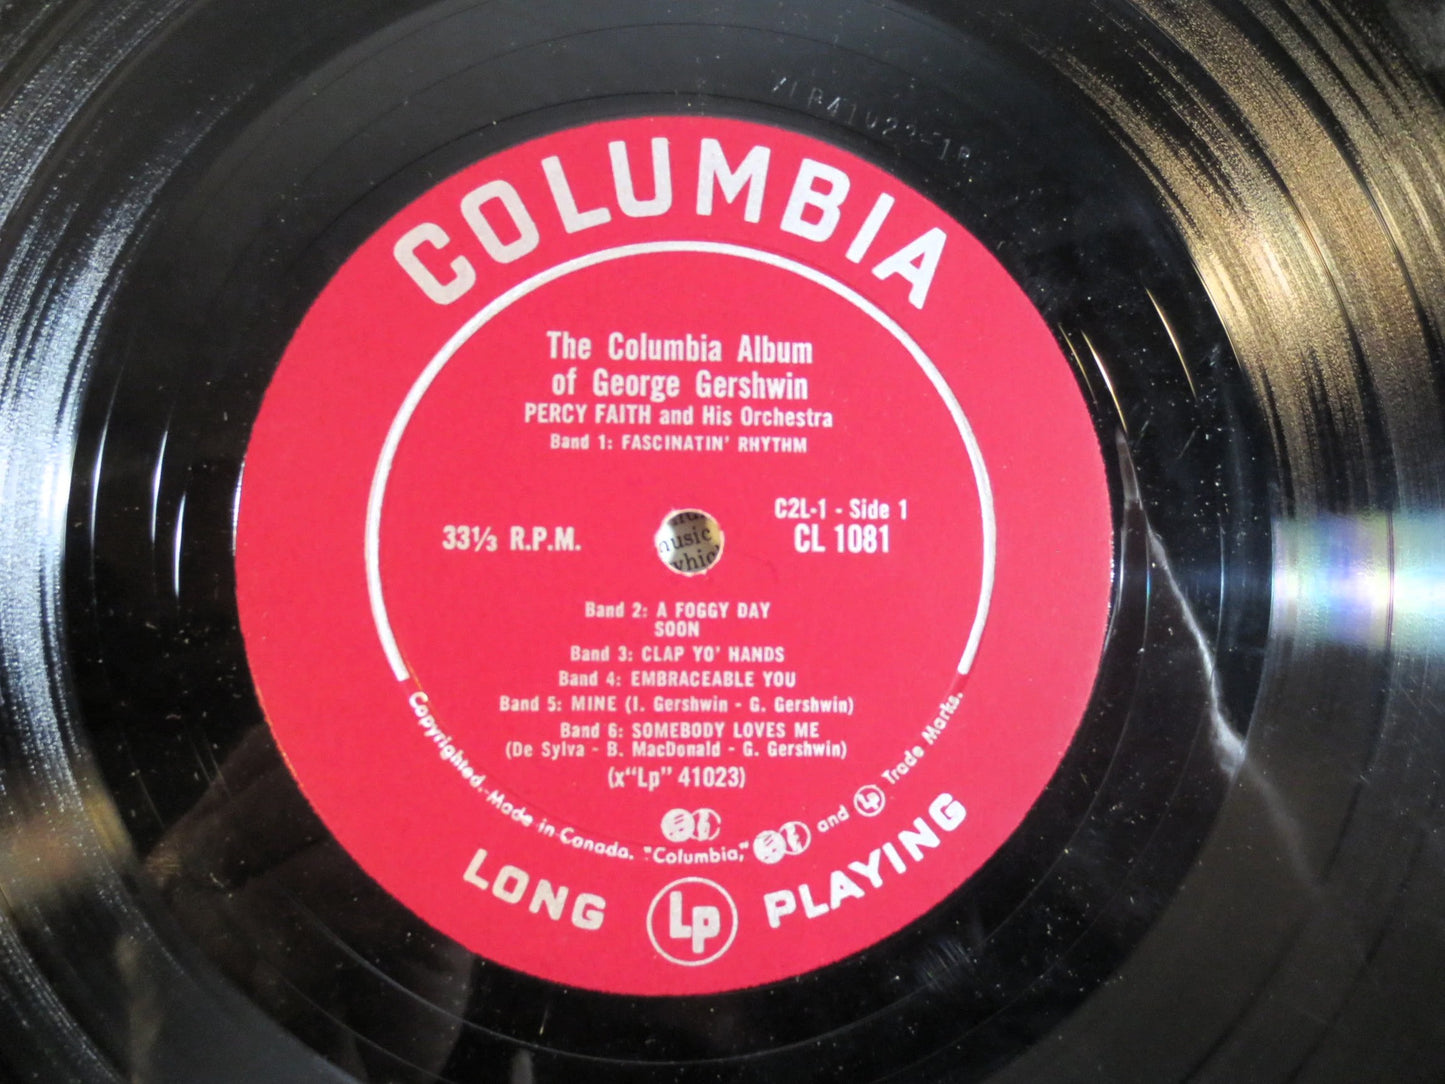 COLUMBIA
The Columbia Album
of George Gershwin
PERCY FAITH and His Orchestra
Band 1: FASCINATIN' RHYTHM
33⅓ R.P.M.
C2L-1 - Side 1
CL 1081
music
Band 2: A FOGGY DAY
SOON
Band 3: CLAP YO' HANDS
Band 4: EMBRACEABLE YOU
Band 5: MINE (I. Gershwin - G. Gershwin)
Band 6: SOMEBODY LOVES ME
(De Sylva - B. MacDonald - G. Gershwin)
(x“Lp” 41023)
Copyrighted.-Made in Canada. "Columbia," and Lp Trade Marks.
LONG Lp PLAYING